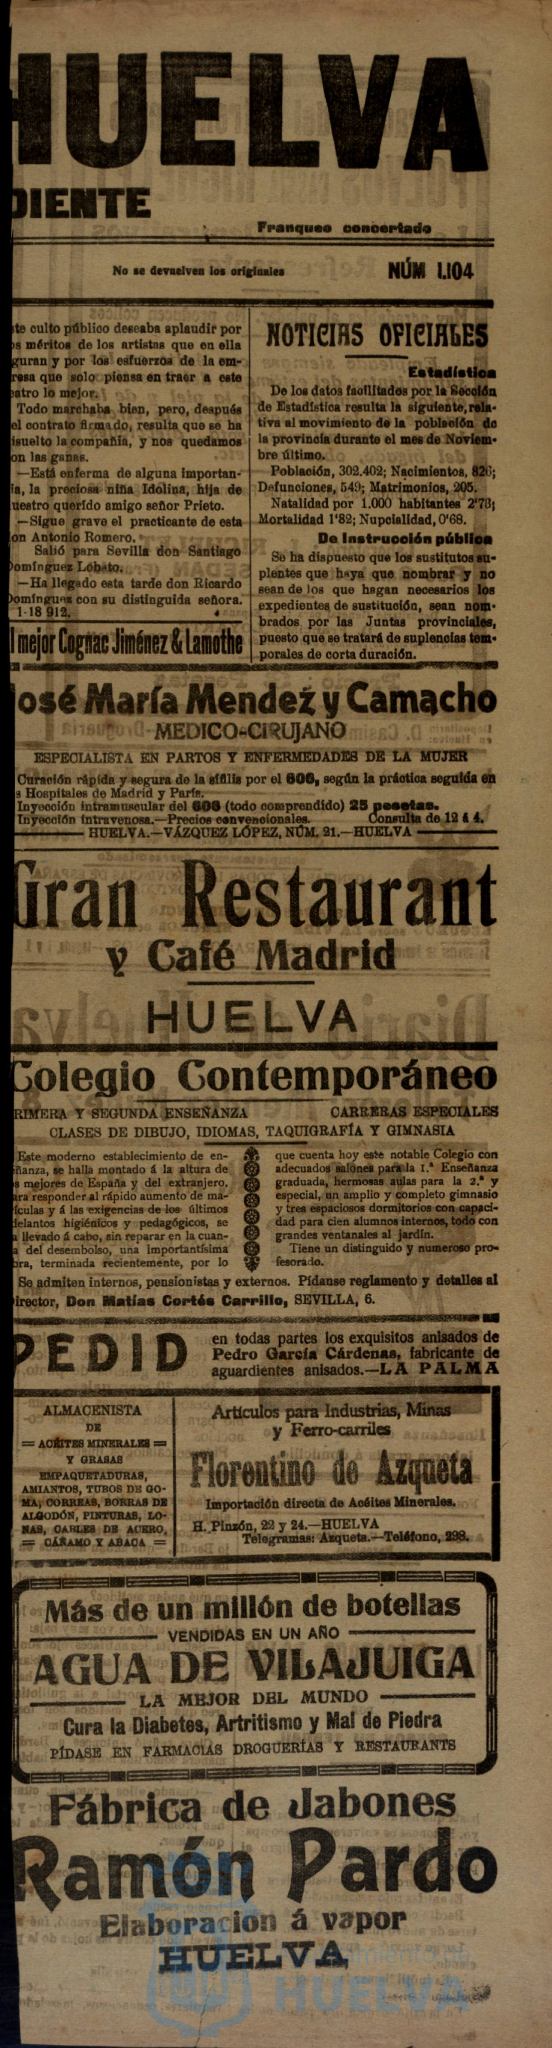 HUELVA
DIENTE
Franqueo concertado
No se devuelven los originales
NÚM 1.104
te culto público deseaba aplaudir por
s méritos de los artistas que en ella
guran y por los esfuerzos de la em-
resa que solo piensa en traer a este
atro lo mejor.
Todo marchaba bien, pero, después
el contrato firmado, resulta que se ha
isuelto la compañía, y nos quedamos
on las ganas.
—Está enferma de alguna importan-
ia, la preciosa niña Idolina, hija de
uestro querido amigo señor Prieto.
—Sigue grave el practicante de esta
on Antonio Romero.
Salió para Sevilla don Santiago
Domínguez Lobato.
—Ha llegado esta tarde don Ricardo
Domínguez con su distinguida señora.
1-18 912.
l mejor Cognac Jiménez & Lamothe
NOTICIAS OFICIALES
Estadística
De los datos facilitados por la Sección
de Estadística resulta la siguiente, rela-
tiva al movimiento de la población de
la provincia durante el mes de Noviem-
bre último.
Población, 302.402; Nacimientos, 826;
Defunciones, 549; Matrimonios, 205.
Natalidad por 1.000 habitantes 2'73;
Mortalidad 1'82; Nupcialidad, 0'68.
De Instrucción pública
Se ha dispuesto que los sustitutos su-
plentes que haya que nombrar y no
sean de los que hagan necesarios los
expedientes de sustitución, sean nom-
brados por las Juntas provinciales,
puesto que se tratará de suplencias tem-
porales de corta duración.
José María Mendez y Camacho
MEDICO-CIRUJANO
ESPECIALISTA EN PARTOS Y ENFERMEDADES DE LA MUJER
Curación rápida y segura de la sífilis por el 606, según la práctica seguida en
s Hospitales de Madrid y París.
Inyección intramuscular del 606 (todo comprendido) 25 pesetas.
Inyección intravenosa.—Precios convencionales. Consulta de 12 á 4.
HUELVA.—VÁZQUEZ LÓPEZ, NÚM. 21.—HUELVA
Gran Restaurant
y Café Madrid
HUELVA
Colegio Contemporáneo
RIMERA Y SEGUNDA ENSEÑANZA CARRERAS ESPECIALES
CLASES DE DIBUJO, IDIOMAS, TAQUIGRAFÍA Y GIMNASIA
Este moderno establecimiento de en-
ñanza, se halla montado á la altura de
s mejores de España y del extranjero,
ara responder al rápido aumento de ma-
ículas y á las exigencias de los últimos
delantos higiénicos y pedagógicos, se
a llevado á cabo, sin reparar en la cuan-
a del desembolso, una importantísima
bra, terminada recientemente, por lo
que cuenta hoy este notable Colegio con
adecuados salones para la 1.ª Enseñanza
graduada, hermosas aulas para la 2.ª y
especial, un amplio y completo gimnasio
y tres espaciosos dormitorios con capaci-
dad para cien alumnos internos, todo con
grandes ventanales al jardín.
Tiene un distinguido y numeroso pro-
fesorado.
Se admiten internos, pensionistas y externos. Pídanse reglamento y detalles al
irector, Don Matías Cortés Carrillo, SEVILLA, 6.
PEDID
en todas partes los exquisitos anisados de
Pedro García Cárdenas, fabricante de
aguardientes anisados.—LA PALMA
ALMACENISTA
DE
= ACÉITES MINERALES =
Y GRASAS
EMPAQUETADURAS,
AMIANTOS, TUBOS DE GO-
MA, CORREAS, BORRAS DE
ALGODÓN, PINTURAS, LO-
NAS, CABLES DE ACERO,
= CÁÑAMO Y ABACA =
Artículos para Industrias, Minas
y Ferro-carriles
Florentino de Azqueta
Importación directa de Acéites Minerales.
H. Pinzón, 22 y 24.—HUELVA
Telegramas: Azqueta.—Teléfono, 298.
Más de un millón de botellas
VENDIDAS EN UN AÑO
AGUA DE VILAJUIGA
LA MEJOR DEL MUNDO
Cura la Diabetes, Artritismo y Mal de Piedra
PÍDASE EN FARMACIAS DROGUERÍAS Y RESTAURANTS
Fábrica de Jabones
Ramón Pardo
Elaboracion á vapor
HUELVA
HUELVA